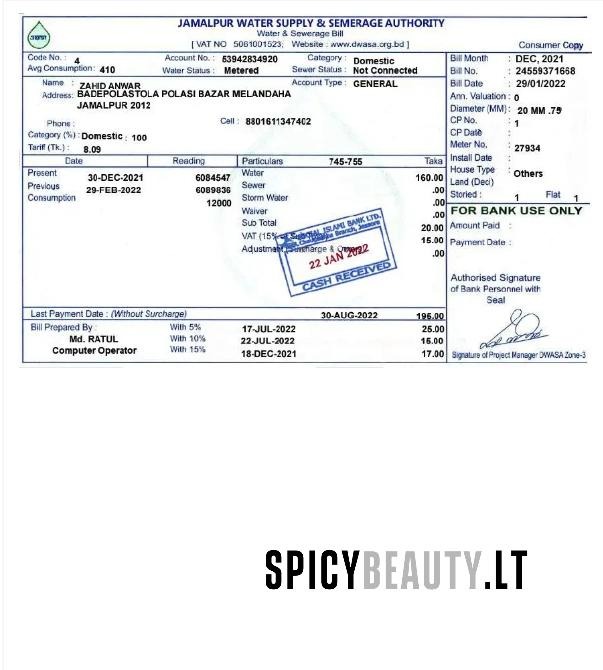 JAMALPUR WATER SUPPLY & SEMERAGE AUTHORITY
Water & Sewerage Bill
[ VAT NO 5061001523; Website : www.dwasa.org.bd ]
Consumer Copy
Code No. : 4 Account No. : 53942834920 Category : Domestic
Avg Consumption : 410 Water Status : Metered Sewer Status : Not Connected
Name : ZAHID ANWAR Account Type : GENERAL
Address: BADEPOLASTOLA POLASI BAZAR MELANDAHA
JAMALPUR 2012
Phone : Cell : 8801611347402
Category (%) : Domestic : 100
Tariff (Tk.) : 8.09
Date Reading Particulars 745-755 Taka
Present 30-DEC-2021 6084547 Water 160.00
Previous 29-FEB-2022 6089836 Sewer .00
Consumption 12000 Storm Water .00
Waiver .00
Sub Total 20.00
VAT (15% 15.00
Adjustment .00
ISLAMI BANK LTD.
Branch,
22 JAN 2022
CASH RECEIVED
Last Payment Date : (Without Surcharge) 30-AUG-2022 195.00
Bill Prepared By : With 5% 17-JUL-2022 25.00
Md. RATUL With 10% 22-JUL-2022 15.00
Computer Operator With 15% 18-DEC-2021 17.00
Bill Month : DEC, 2021
Bill No. : 24559371668
Bill Date : 29/01/2022
Ann. Valuation : 0
Diameter (MM) : 20 MM .75
CP No. : 1
CP Date :
Meter No. : 27934
Install Date :
House Type : Others
Land (Deci)
Storied : 1 Flat 1
FOR BANK USE ONLY
Amount Paid :
Payment Date :
Authorised Signature
of Bank Personnel with
Seal
Signature of Project Manager DWASA Zone-3
SPICYBEAUTY.LT